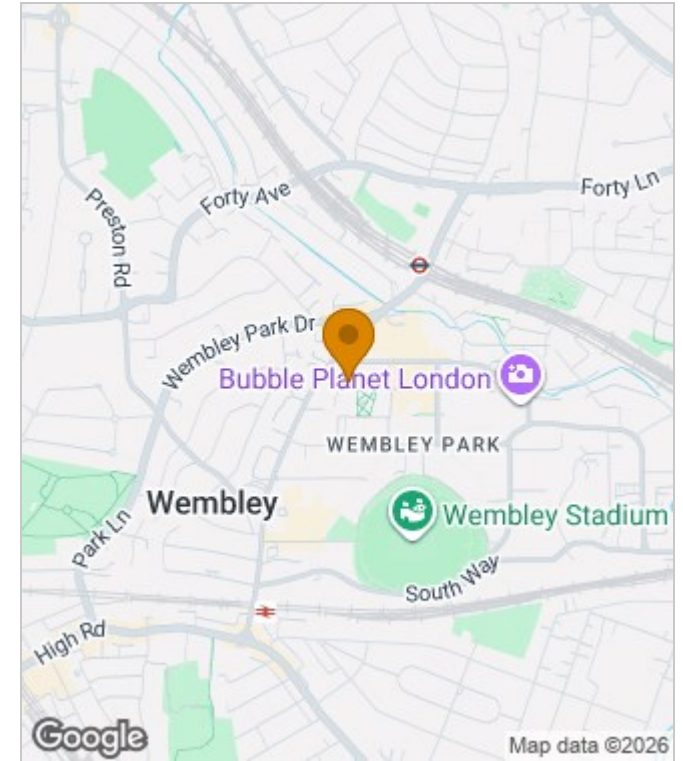 Forty Ln
Forty Ave
Preston Rd
Wembley Park Dr
Bubble Planet London
WEMBLEY PARK
Wembley
Wembley Stadium
Park Ln
South Way
High Rd
Google
Map data ©2026